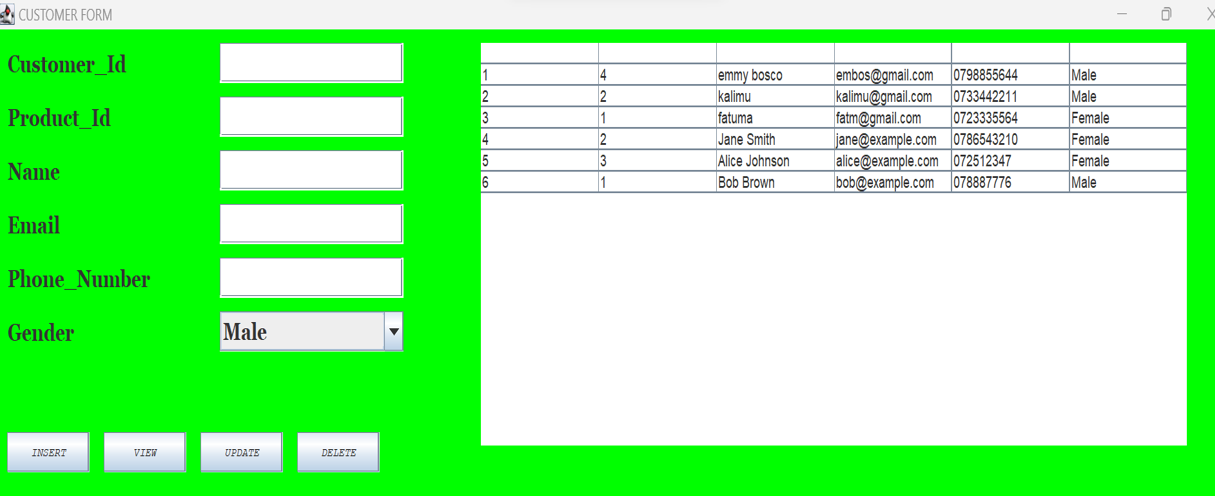 CUSTOMER FORM
Customer_Id
Product_Id
Name
Email
Phone_Number
Gender Male
INSERT VIEW UPDATE DELETE
1 4 emmy bosco embos@gmail.com 0798855644 Male
2 2 kalimu kalimu@gmail.com 0733442211 Male
3 1 fatuma fatm@gmail.com 0723335564 Female
4 2 Jane Smith jane@example.com 0786543210 Female
5 3 Alice Johnson alice@example.com 072512347 Female
6 1 Bob Brown bob@example.com 078887776 Male